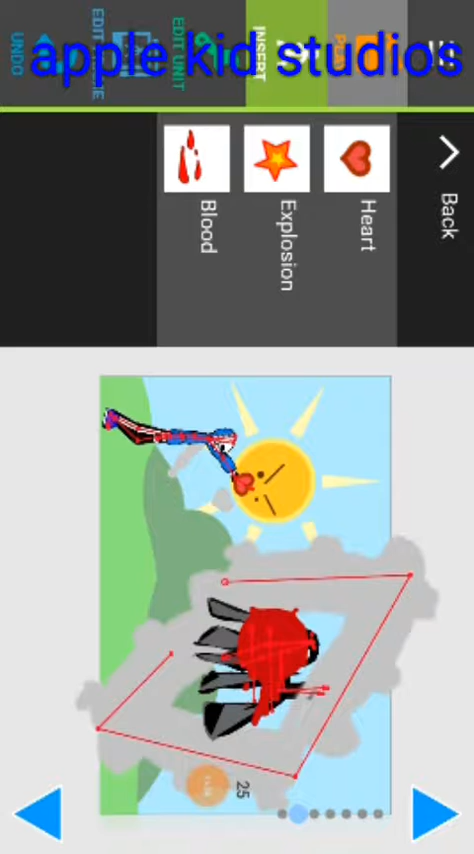 apple kid studios
UNDO
EDIT UNIT
INSERT
Back
Heart
Explosion
Blood
25